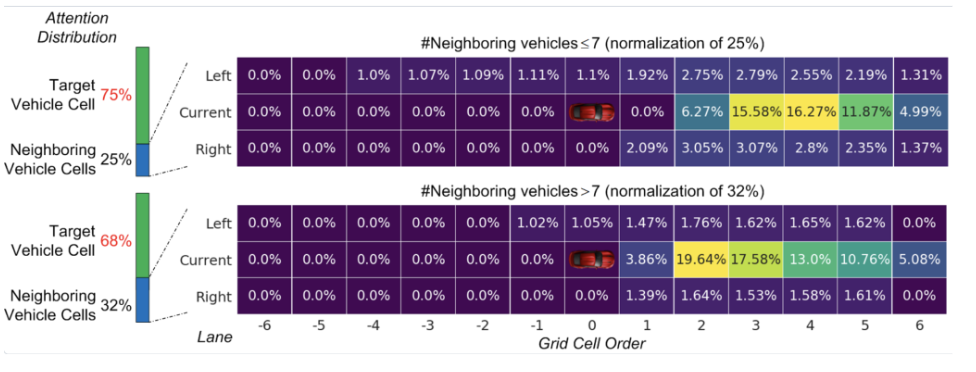 Attention
Distribution
#Neighboring vehicles≤7 (normalization of 25%)
Target
Vehicle Cell 75%
Neighboring
Vehicle Cells 25%
Left 0.0% 0.0% 1.0% 1.07% 1.09% 1.11% 1.1% 1.92% 2.75% 2.79% 2.55% 2.19% 1.31%
Current 0.0% 0.0% 0.0% 0.0% 0.0% 0.0% 0.0% 6.27% 15.58% 16.27% 11.87% 4.99%
Right 0.0% 0.0% 0.0% 0.0% 0.0% 0.0% 0.0% 2.09% 3.05% 3.07% 2.8% 2.35% 1.37%
#Neighboring vehicles>7 (normalization of 32%)
Target
Vehicle Cell 68%
Neighboring
Vehicle Cells 32%
Left 0.0% 0.0% 0.0% 0.0% 0.0% 1.02% 1.05% 1.47% 1.76% 1.62% 1.65% 1.62% 0.0%
Current 0.0% 0.0% 0.0% 0.0% 0.0% 0.0% 3.86% 19.64% 17.58% 13.0% 10.76% 5.08%
Right 0.0% 0.0% 0.0% 0.0% 0.0% 0.0% 0.0% 1.39% 1.64% 1.53% 1.58% 1.61% 0.0%
-6 -5 -4 -3 -2 -1 0 1 2 3 4 5 6
Lane
Grid Cell Order